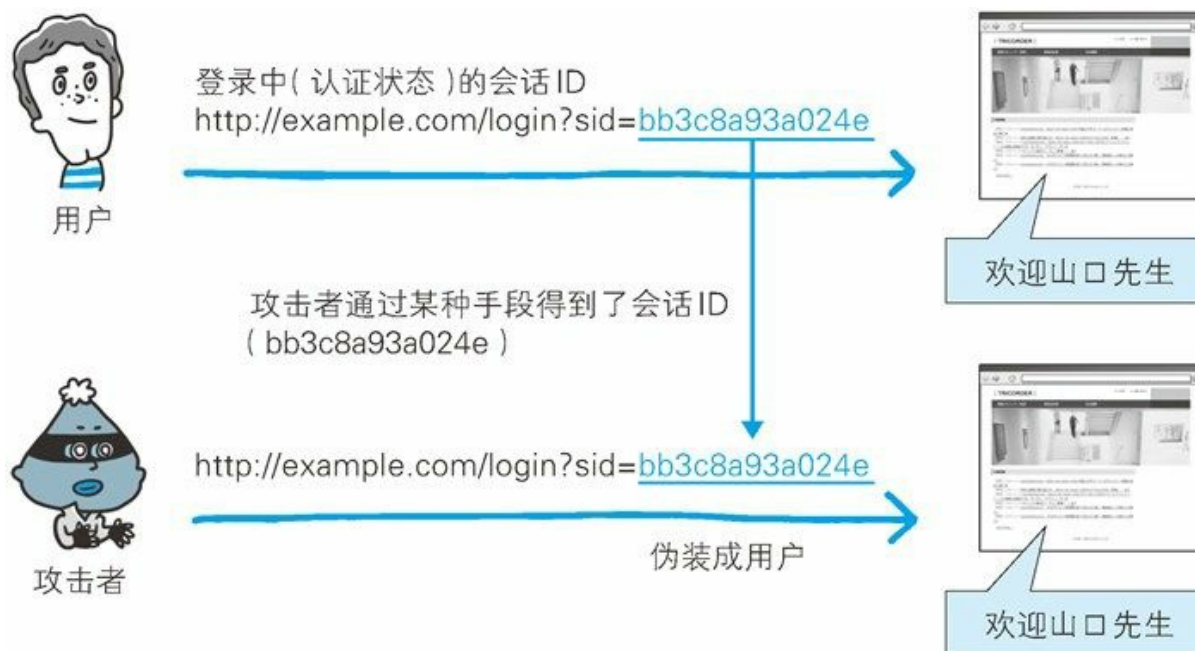 登录中(认证状态)的会话ID
http://example.com/login?sid=bb3c8a93a024e
用户
欢迎山口先生
攻击者通过某种手段得到了会话ID
(bb3c8a93a024e)
http://example.com/login?sid=bb3c8a93a024e
伪装成用户
攻击者
欢迎山口先生
TRICORDER
TRICORDER